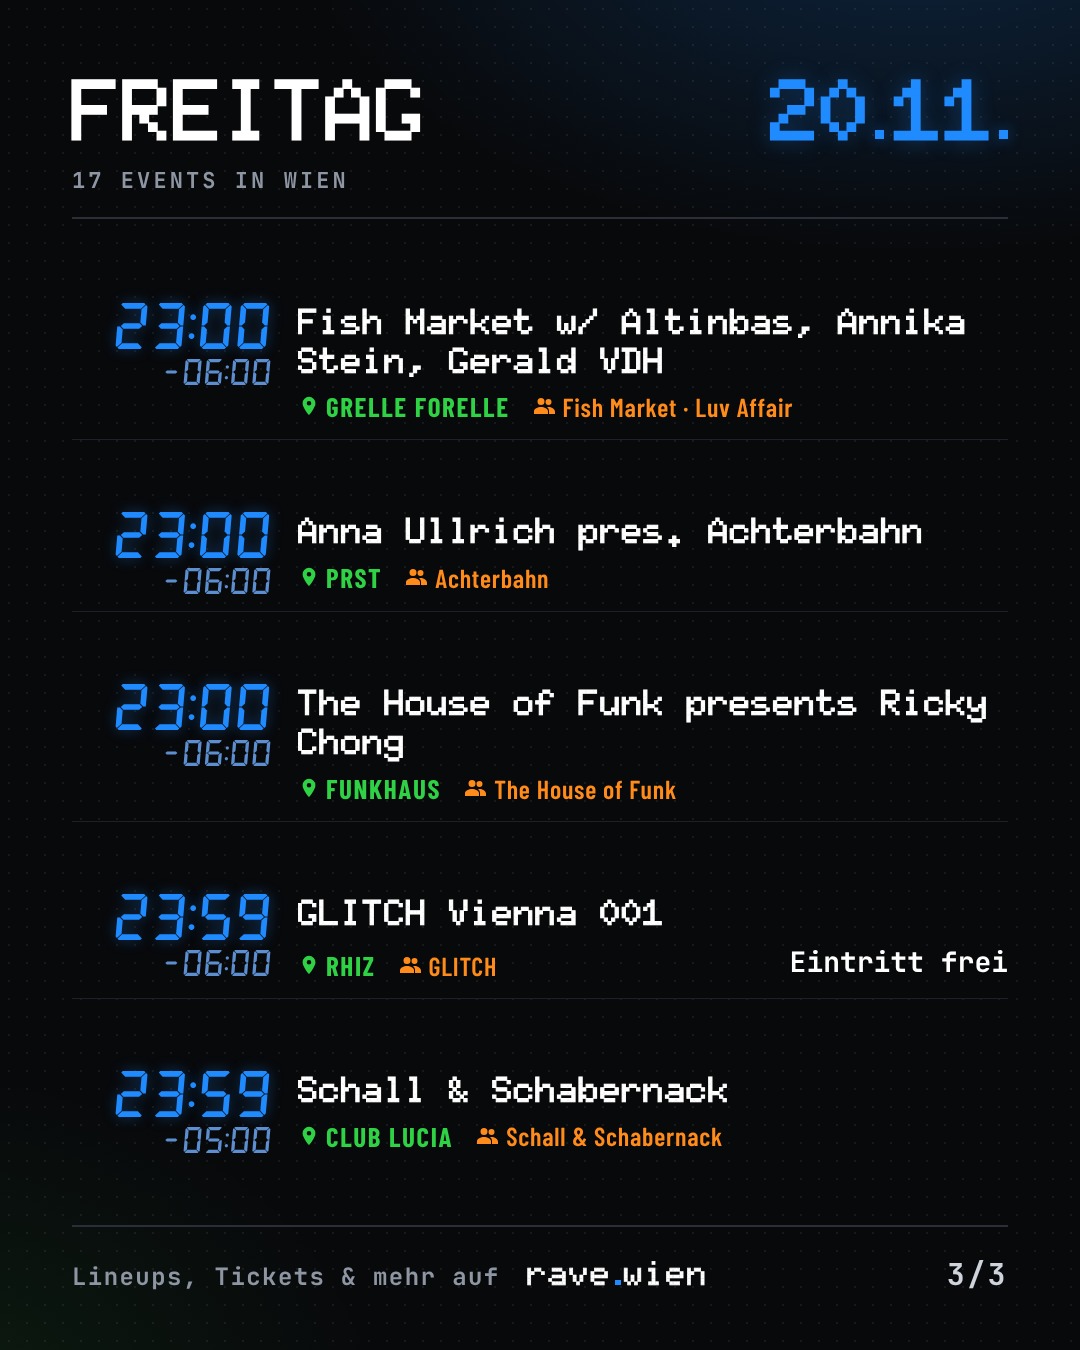 FREITAG 20.11.
17 EVENTS IN WIEN
23:00 Fish Market w/ Altinbas, Annika
Stein, Gerald VDH
-06:00
GRELLE FORELLE Fish Market · Luv Affair
23:00 Anna Ullrich pres. Achterbahn
-06:00 PRST Achterbahn
23:00 The House of Funk presents Ricky
Chong
-06:00
FUNKHAUS The House of Funk
23:59 GLITCH Vienna 001
-06:00 RHIZ GLITCH Eintritt frei
23:59 Schall & Schabernack
-05:00 CLUB LUCIA Schall & Schabernack
Lineups, Tickets & mehr auf rave.wien 3/3